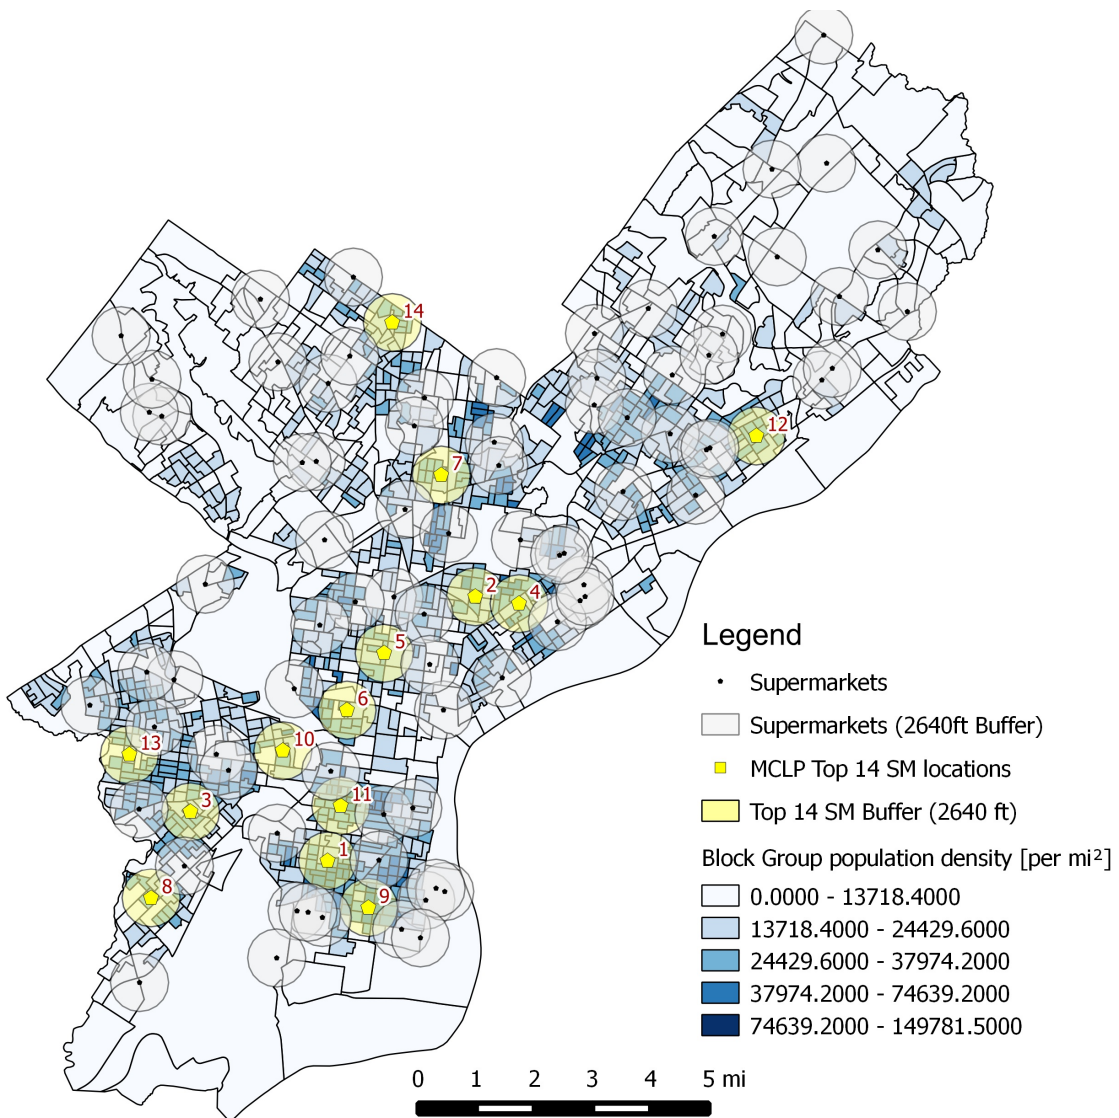 14
12
7
2
4
5
6
13
10
3
11
1
8
9
Legend
Supermarkets
Supermarkets (2640ft Buffer)
MCLP Top 14 SM locations
Top 14 SM Buffer (2640 ft)
Block Group population density [per mi²]
0.0000 - 13718.4000
13718.4000 - 24429.6000
24429.6000 - 37974.2000
37974.2000 - 74639.2000
74639.2000 - 149781.5000
0 1 2 3 4 5 mi